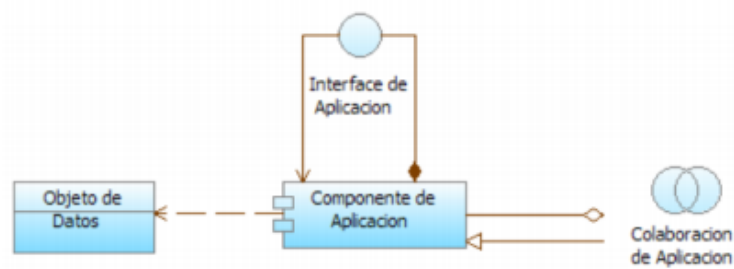 Interface de
Aplicacion
Objeto de
Datos
Componente de
Aplicacion
Colaboracion
de Aplicacion